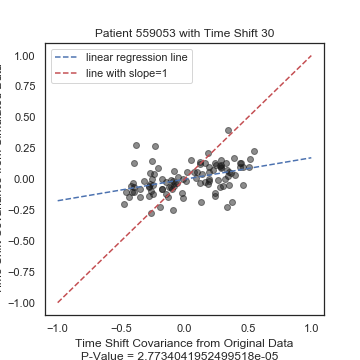 Patient 559053 with Time Shift 30
linear regression line
line with slope=1
1.00
0.75
0.50
0.25
0.00
−0.25
−0.50
−0.75
−1.00
−1.0 −0.5 0.0 0.5 1.0
Time Shift Covariance from Original Data
P-Value = 2.7734041952499518e-05